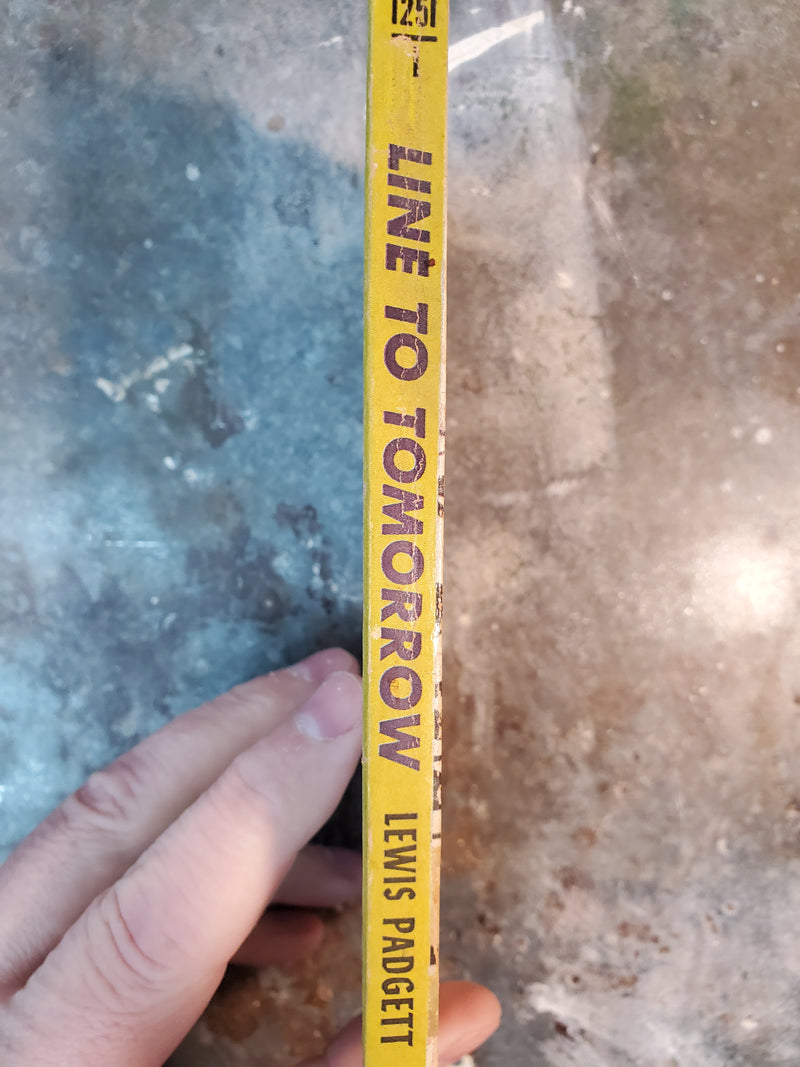 1251
LINE TO TOMORROW
LEWIS PADGETT